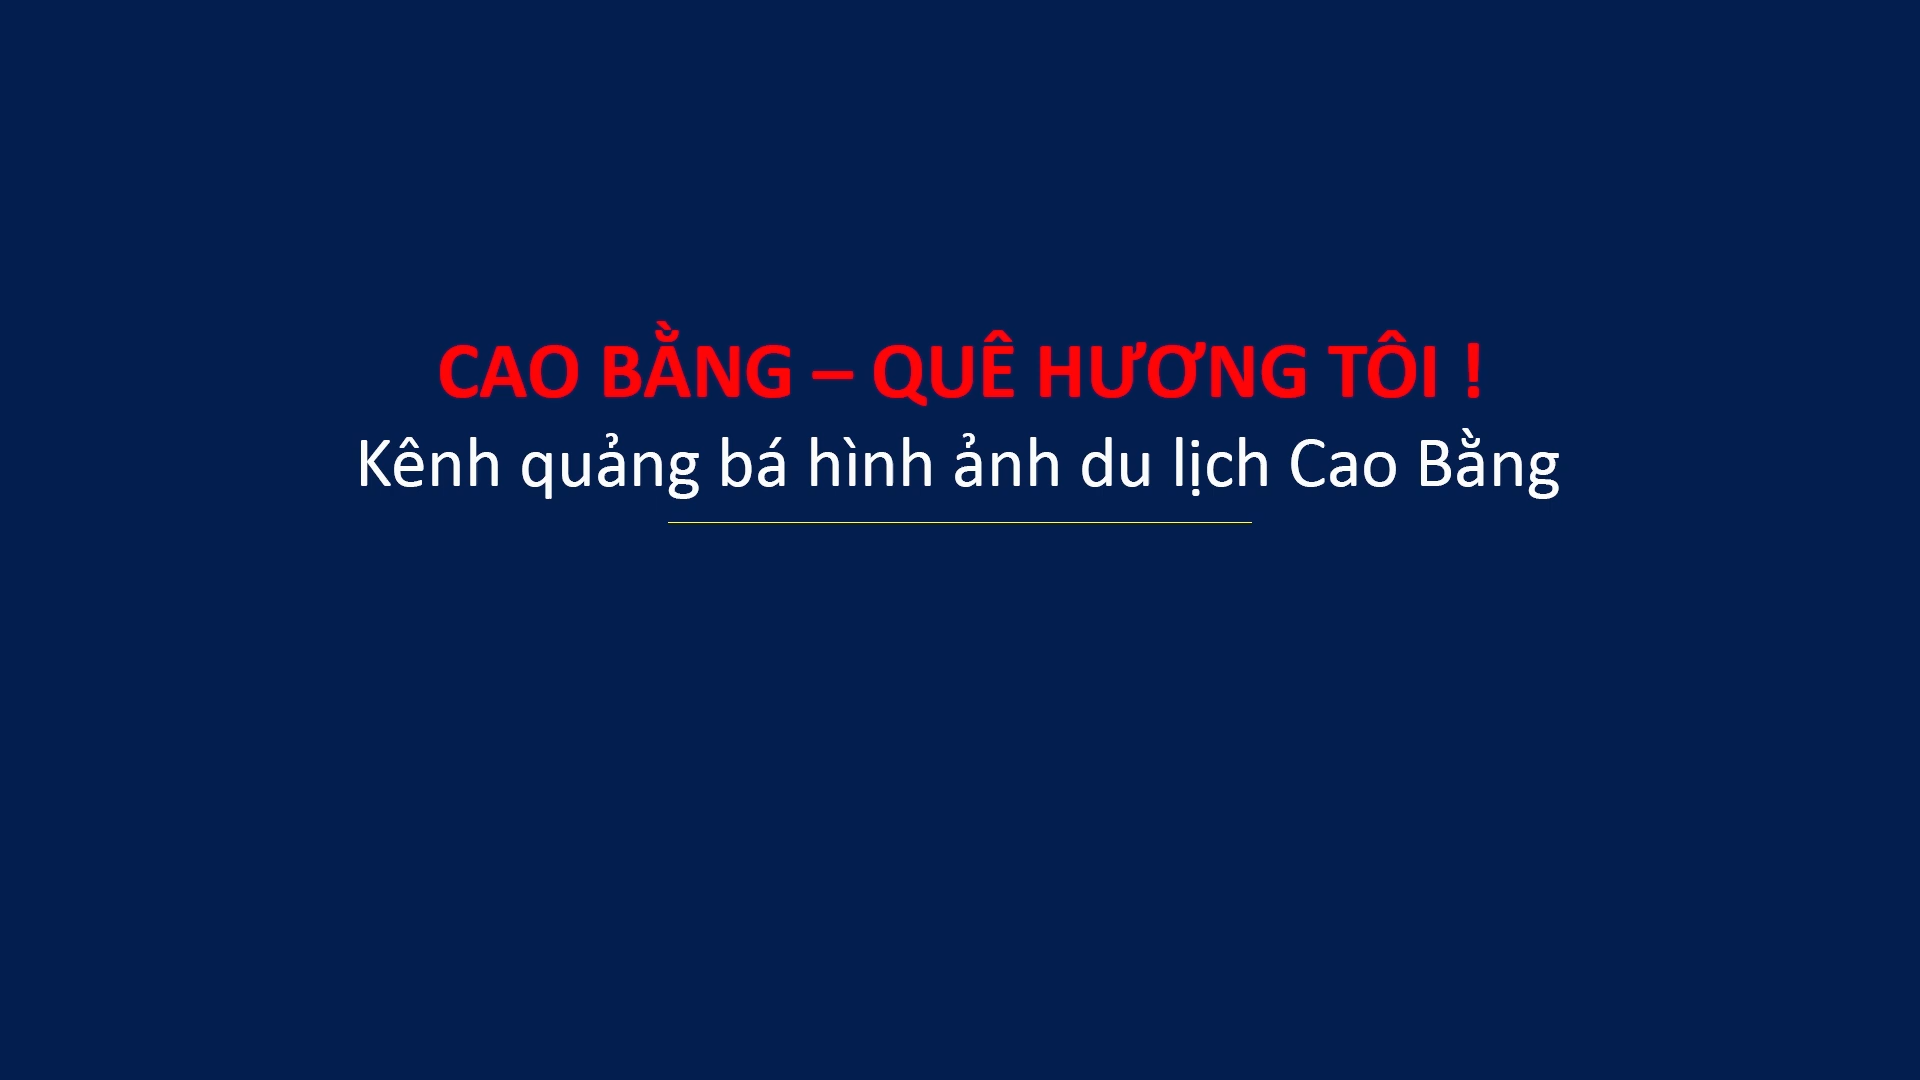 CAO BẰNG – QUÊ HƯƠNG TÔI !
Kênh quảng bá hình ảnh du lịch Cao Bằng